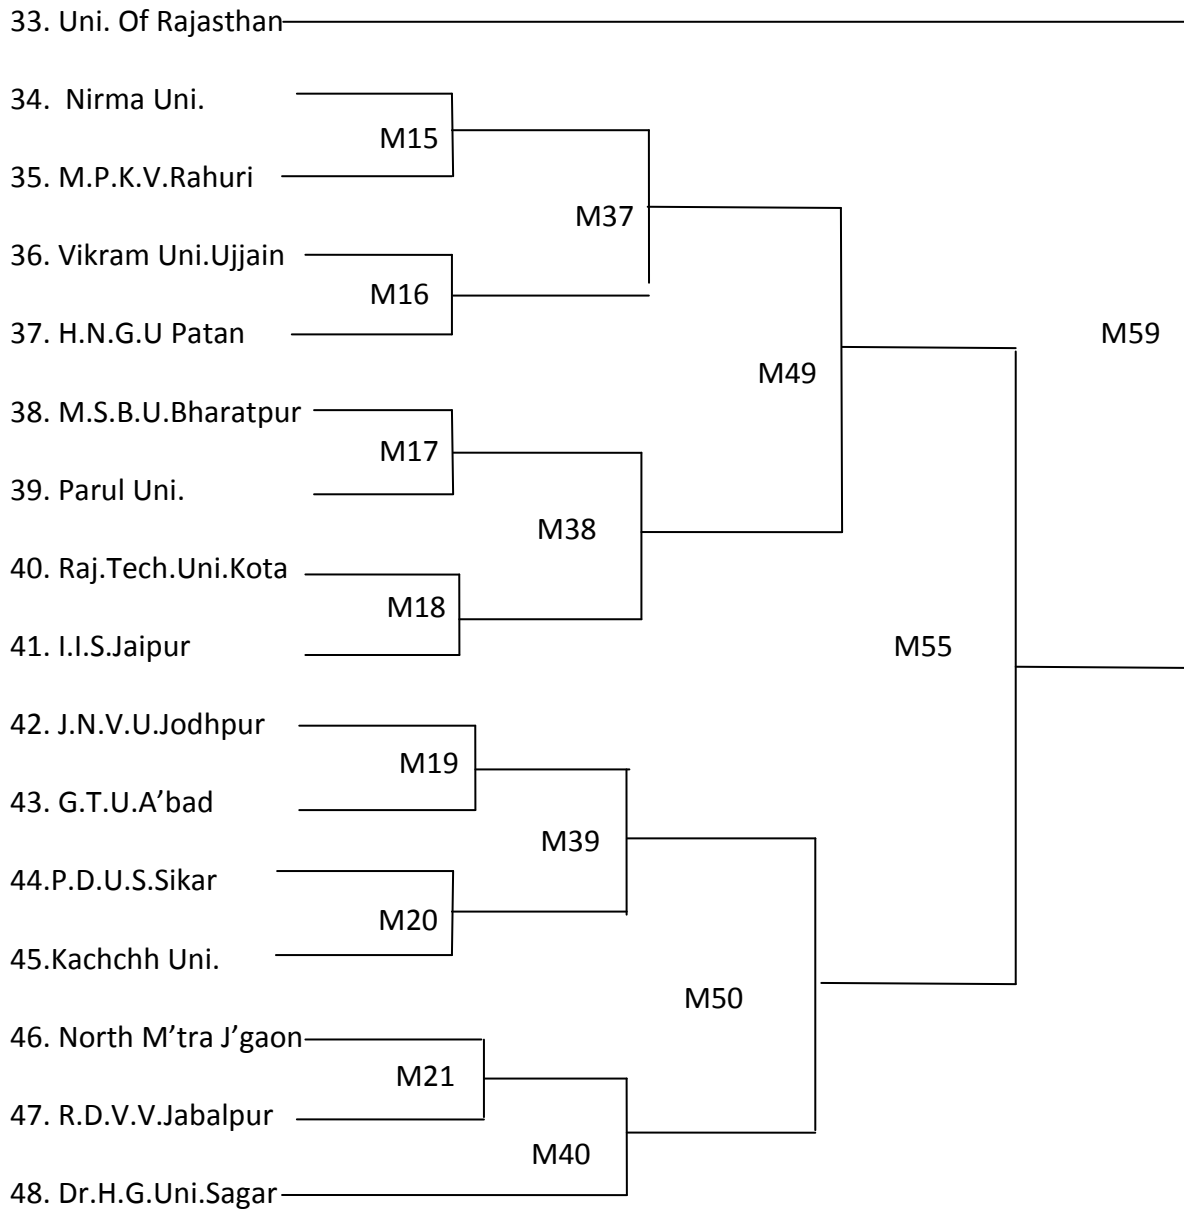 33. Uni. Of Rajasthan
34. Nirma Uni.
M15
35. M.P.K.V.Rahuri
M37
36. Vikram Uni.Ujjain
M16
37. H.N.G.U Patan
M59
M49
38. M.S.B.U.Bharatpur
M17
39. Parul Uni.
M38
40. Raj.Tech.Uni.Kota
M18
41. I.I.S.Jaipur
M55
42. J.N.V.U.Jodhpur
M19
43. G.T.U.A’bad
M39
44.P.D.U.S.Sikar
M20
45.Kachchh Uni.
M50
46. North M’tra J’gaon
M21
47. R.D.V.V.Jabalpur
M40
48. Dr.H.G.Uni.Sagar